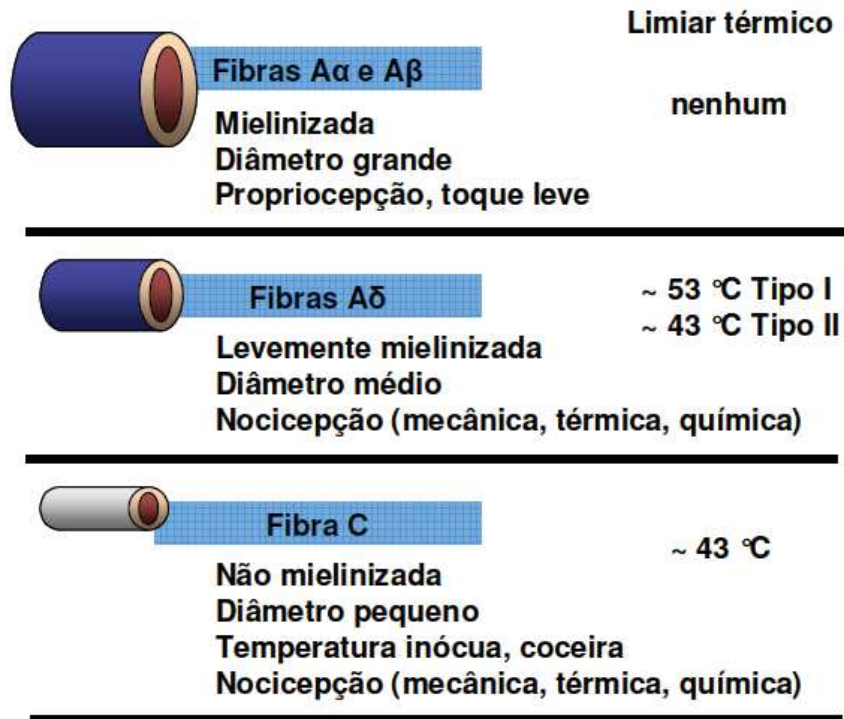 Limiar térmico
Fibras Aα e Aβ
nenhum
Mielinizada
Diâmetro grande
Propriocepção, toque leve
Fibras Aδ
~ 53 °C Tipo I
~ 43 °C Tipo II
Levemente mielinizada
Diâmetro médio
Nocicepção (mecânica, térmica, química)
Fibra C
~ 43 °C
Não mielinizada
Diâmetro pequeno
Temperatura inócua, coceira
Nocicepção (mecânica, térmica, química)